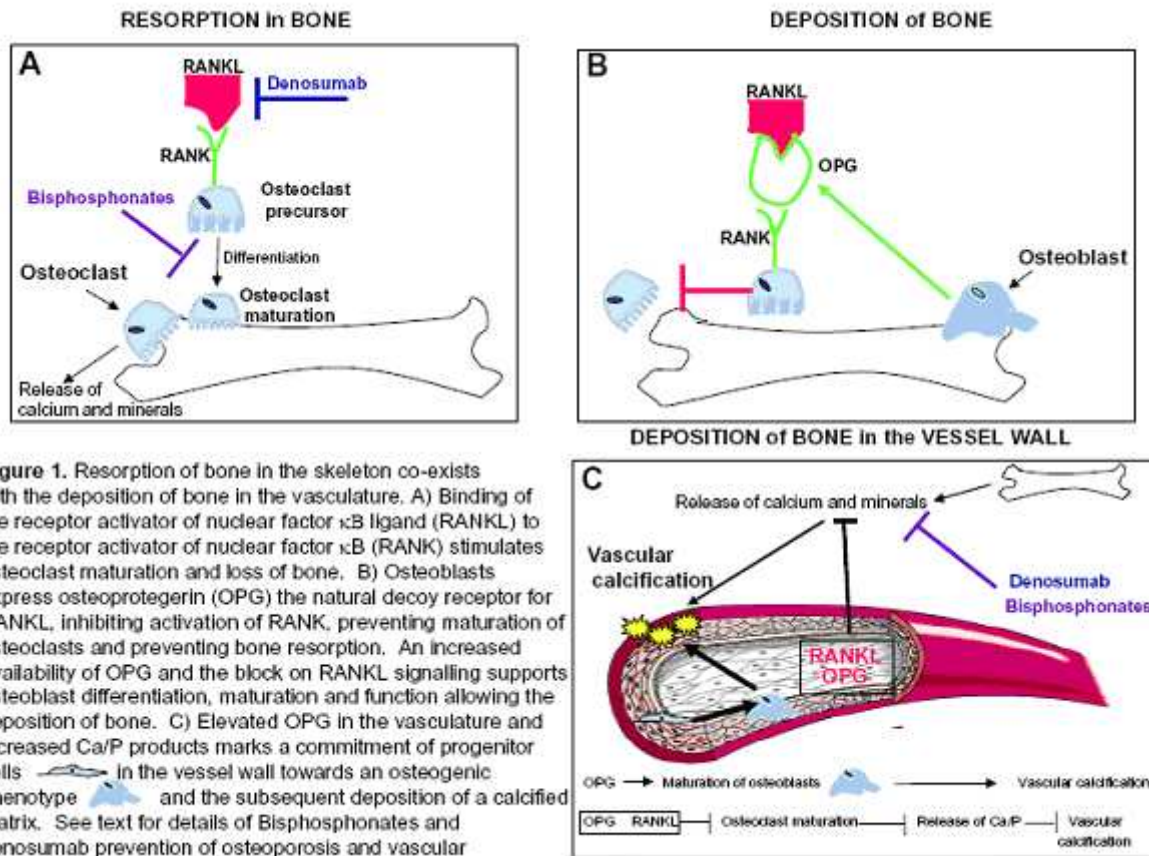 RESORPTION in BONE
A
RANKL
Denosumab
RANK
Bisphosphonates
Osteoclast
precursor
Differentiation
Osteoclast
Osteoclast
maturation
Release of
calcium and minerals
DEPOSITION of BONE
B
RANKL
OPG
RANK
Osteoblast
gure 1. Resorption of bone in the skeleton co-exists
th the deposition of bone in the vasculature. A) Binding of
e receptor activator of nuclear factor κB ligand (RANKL) to
e receptor activator of nuclear factor κB (RANK) stimulates
teoclast maturation and loss of bone. B) Osteoblasts
press osteoprotegerin (OPG) the natural decoy receptor for
ANKL, inhibiting activation of RANK, preventing maturation of
teoclasts and preventing bone resorption. An increased
vailability of OPG and the block on RANKL signalling supports
teoblast differentiation, maturation and function allowing the
eposition of bone. C) Elevated OPG in the vasculature and
creased Ca/P products marks a commitment of progenitor
lls in the vessel wall towards an osteogenic
henotype and the subsequent deposition of a calcified
atrix. See text for details of Bisphosphonates and
enosumab prevention of osteoporosis and vascular
DEPOSITION of BONE in the VESSEL WALL
C
Release of calcium and minerals
Vascular
calcification
Denosumab
Bisphosphonates
RANKL
OPG
OPG Maturation of osteoblasts Vascular calcification
OPG RANKL Osteoclast maturation Release of Ca/P Vascular
calcification